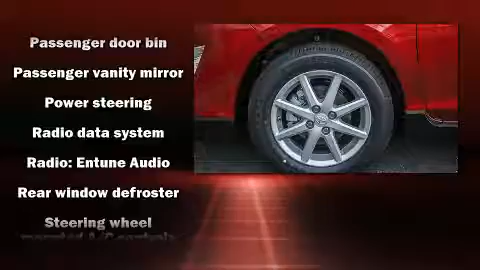 Passenger door bin
Passenger vanity mirror
Power steering
Radio data system
Radio: Entune Audio
Rear window defroster
Steering wheel